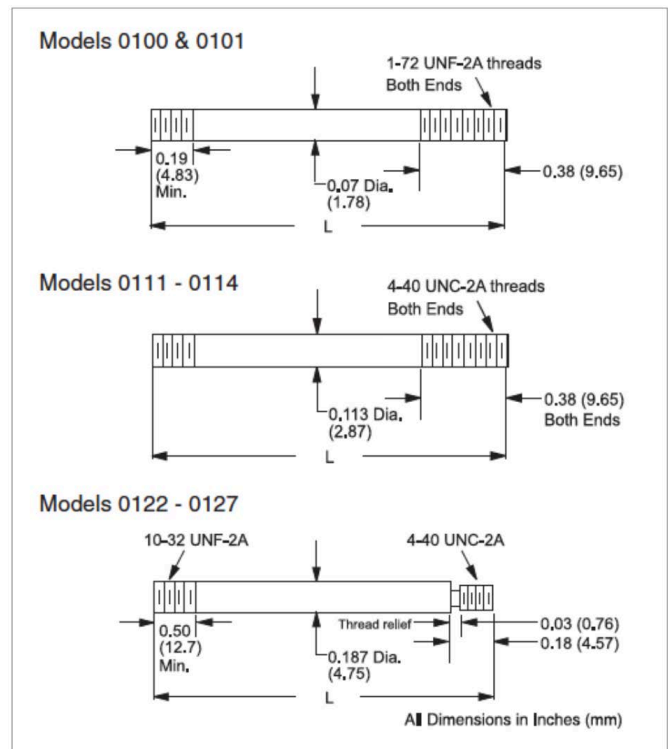 Models 0100 & 0101
1-72 UNF-2A threads
Both Ends
0.19
(4.83)
Min.
0.07 Dia.
(1.78)
0.38 (9.65)
L
Models 0111 - 0114
4-40 UNC-2A threads
Both Ends
0.113 Dia.
(2.87)
0.38 (9.65)
Both Ends
L
Models 0122 - 0127
10-32 UNF-2A
4-40 UNC-2A
Thread relief
0.03 (0.76)
0.50
(12.7)
Min.
0.18 (4.57)
0.187 Dia.
(4.75)
L
All Dimensions in Inches (mm)